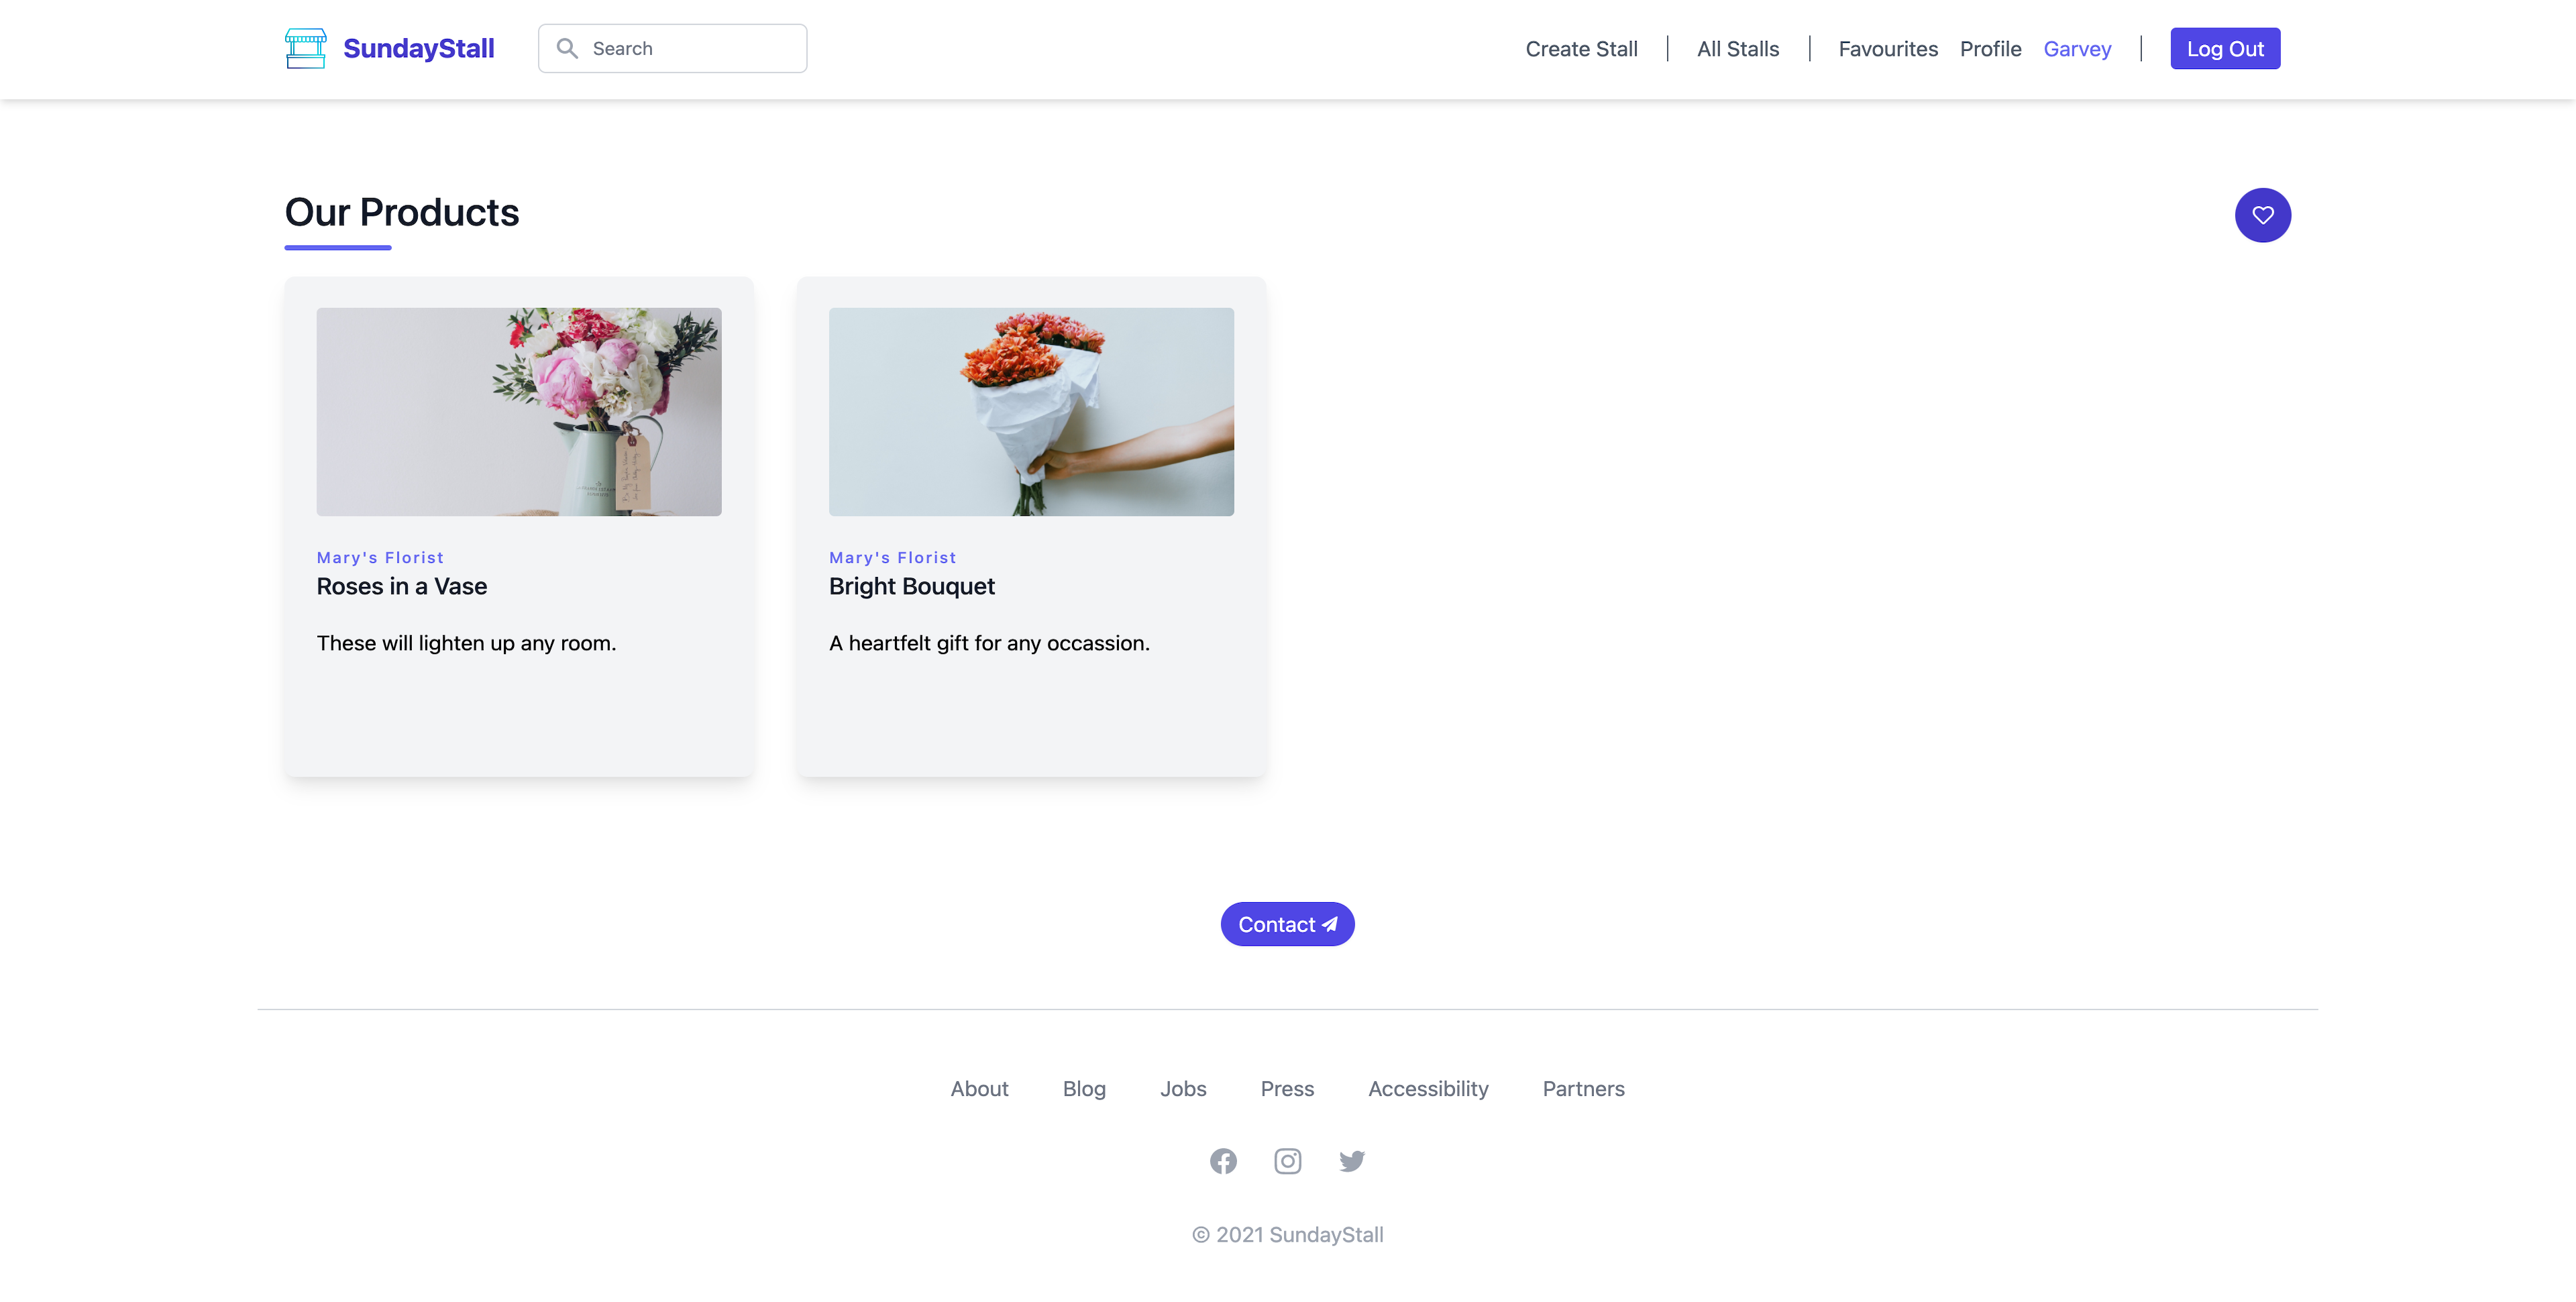 SundayStall
Search
Create Stall | All Stalls | Favourites Profile Garvey | Log Out
Our Products
Mary's Florist
Roses in a Vase
These will lighten up any room.
Mary's Florist
Bright Bouquet
A heartfelt gift for any occassion.
Contact
About Blog Jobs Press Accessibility Partners
© 2021 SundayStall